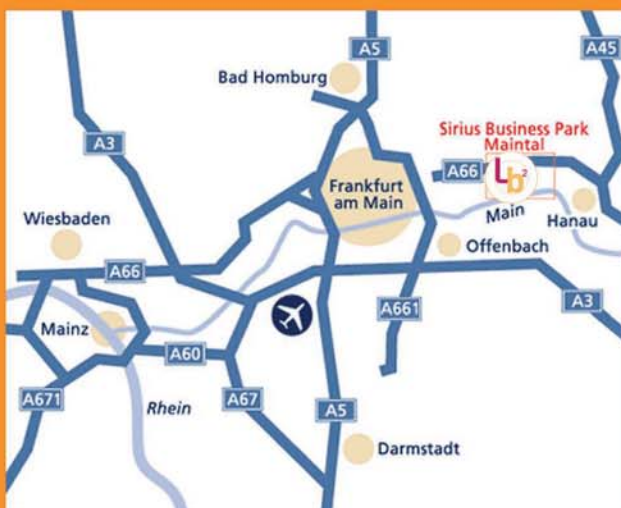 A5
A45
Bad Homburg
Sirius Business Park
Maintal
A3
A66
Lb²
Frankfurt
am Main
Main
Hanau
Wiesbaden
Offenbach
A66
A3
A661
Mainz
A60
A671
Rhein
A67
A5
Darmstadt